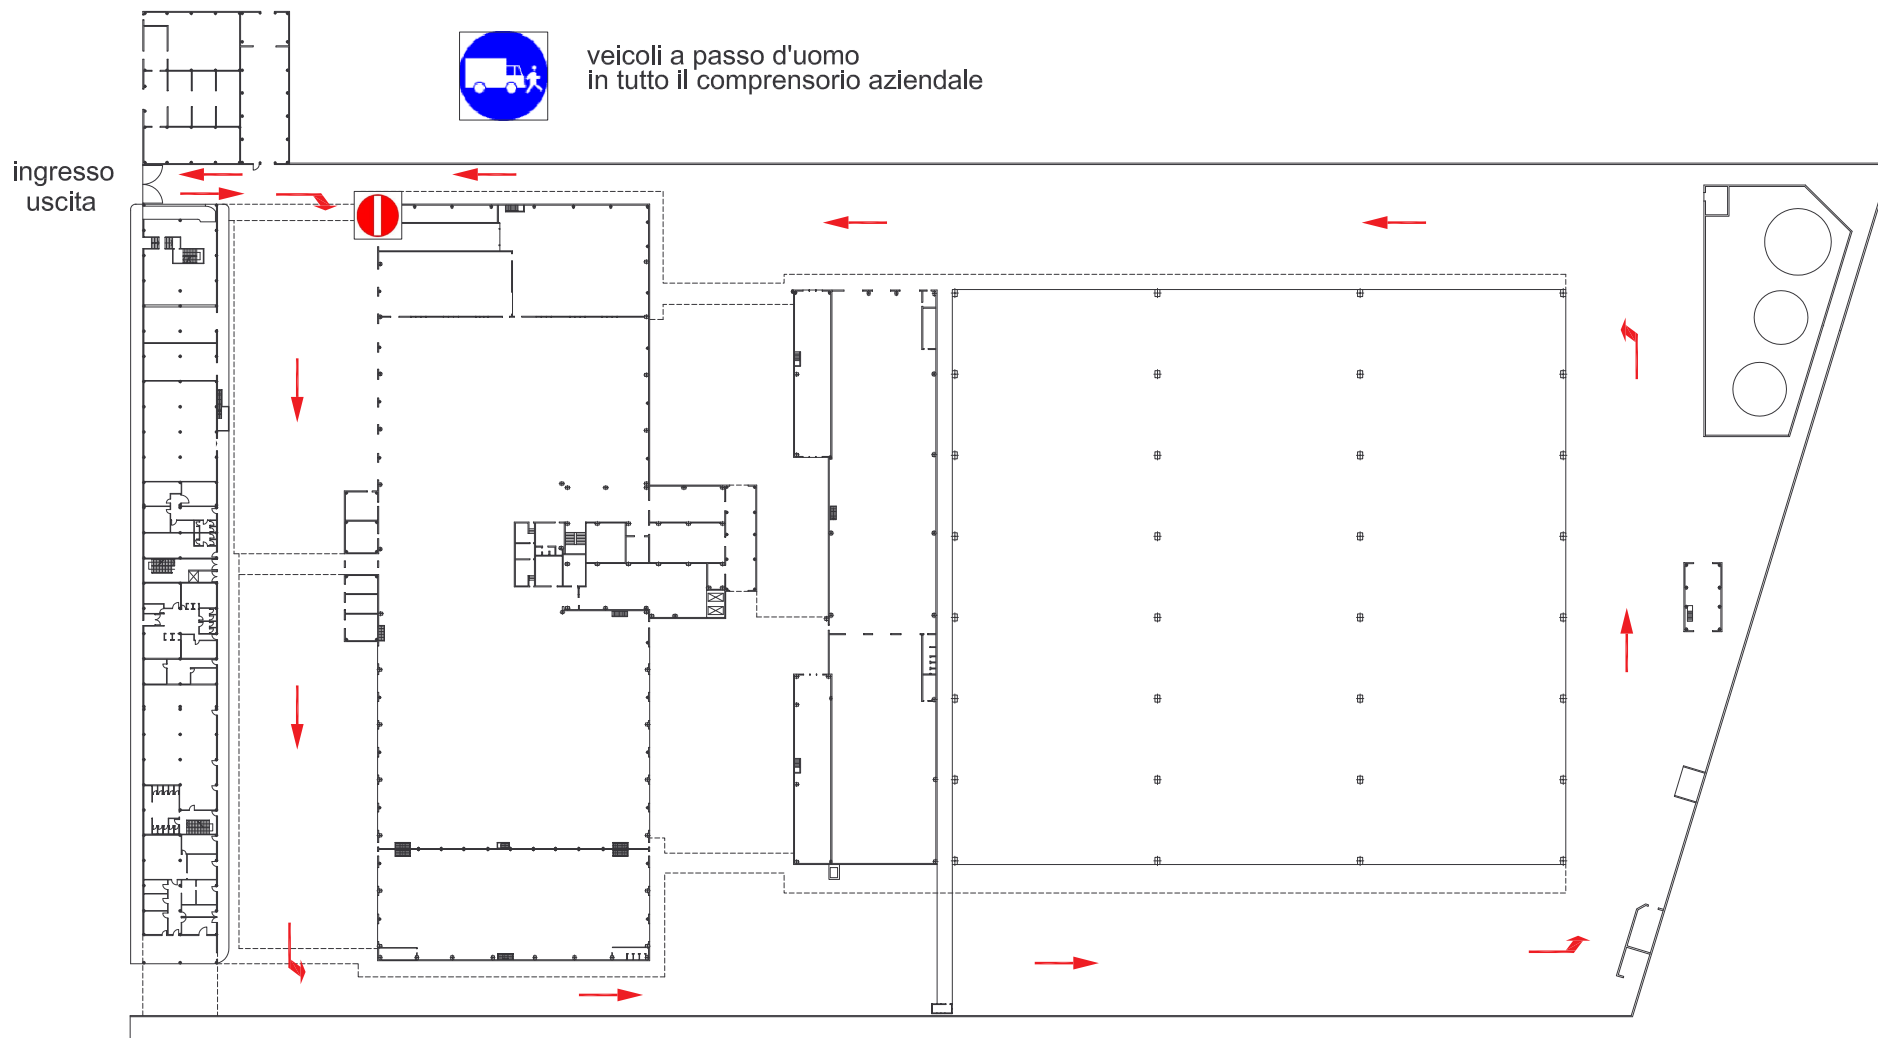 veicoli a passo d'uomo
in tutto il comprensorio aziendale
ingresso
uscita